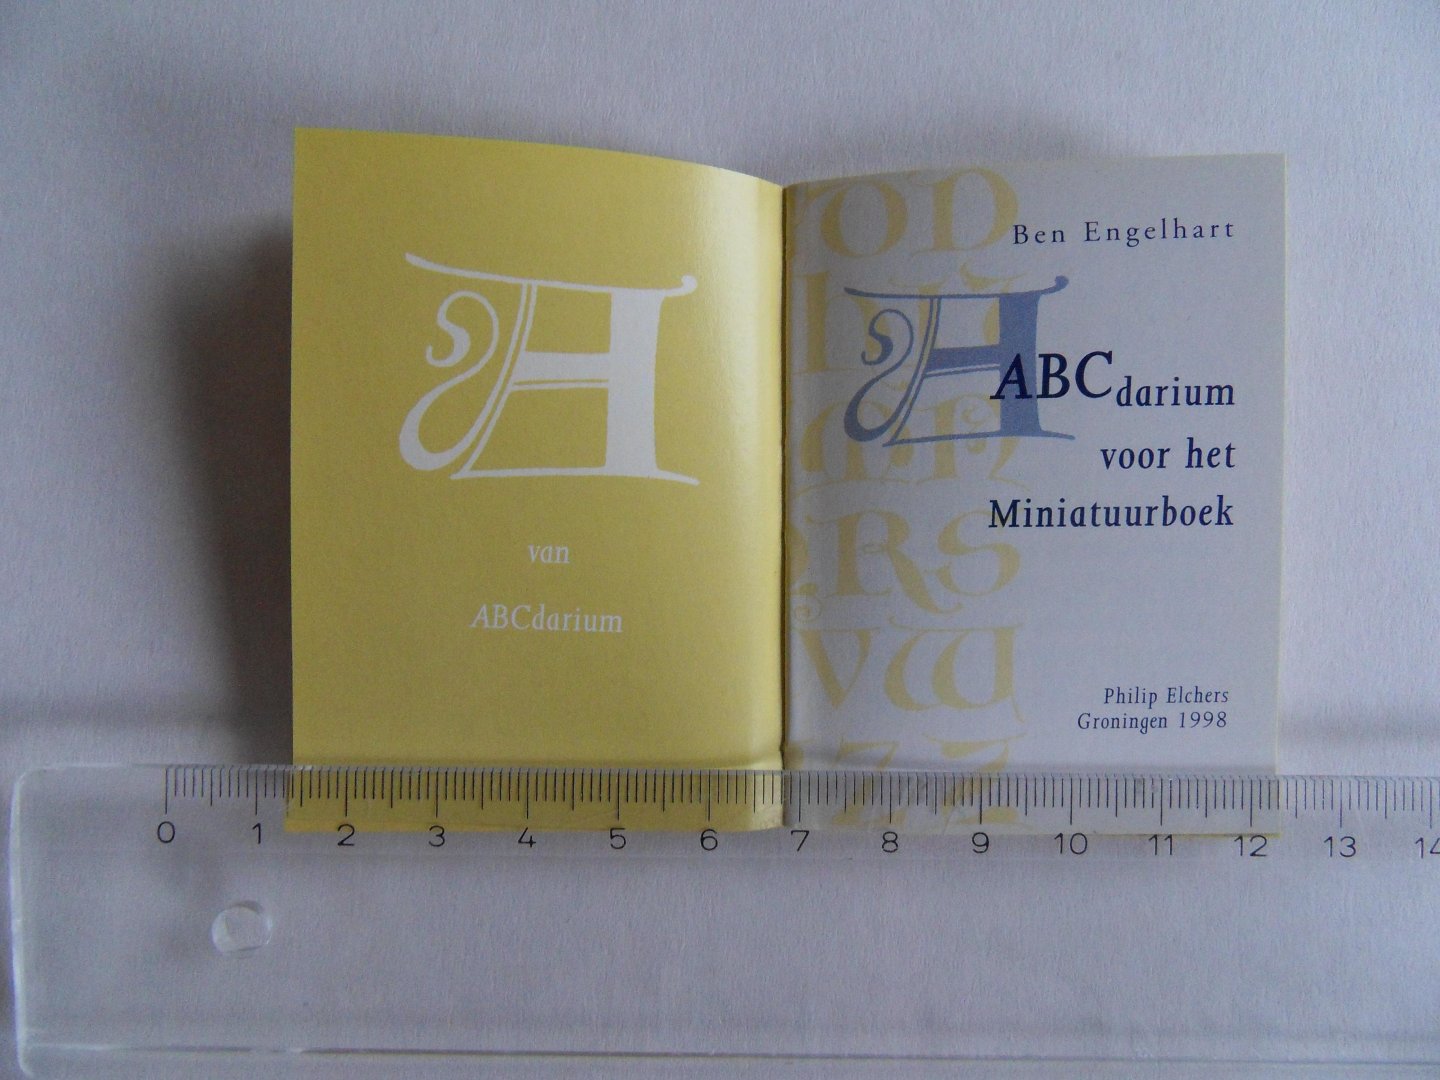 A
van
ABCdarium
Ben Engelhart
A
ABCdarium
voor het
Miniatuurboek
Philip Elchers
Groningen 1998
0 1 2 3 4 5 6 7 8 9 10 11 12 13 14